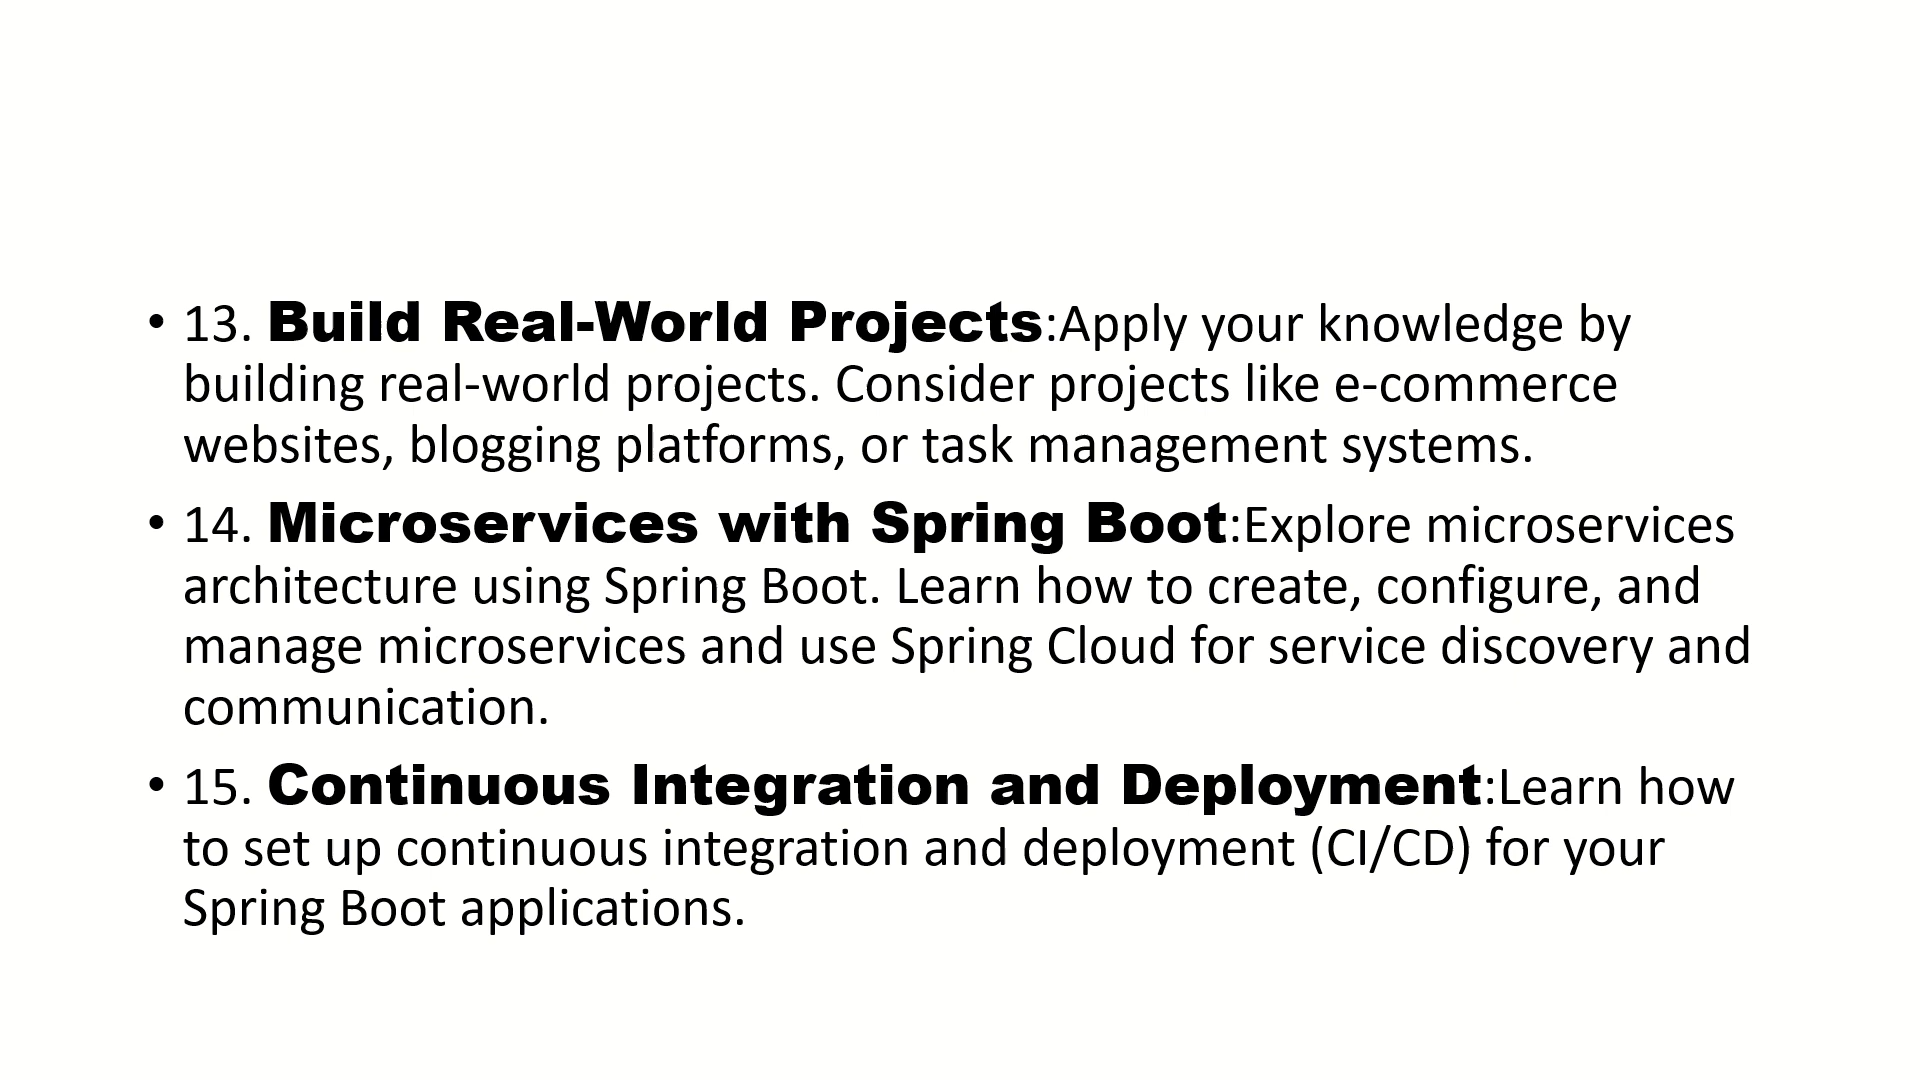 • 13. Build Real-World Projects:Apply your knowledge by
building real-world projects. Consider projects like e-commerce
websites, blogging platforms, or task management systems.
• 14. Microservices with Spring Boot:Explore microservices
architecture using Spring Boot. Learn how to create, configure, and
manage microservices and use Spring Cloud for service discovery and
communication.
• 15. Continuous Integration and Deployment:Learn how
to set up continuous integration and deployment (CI/CD) for your
Spring Boot applications.